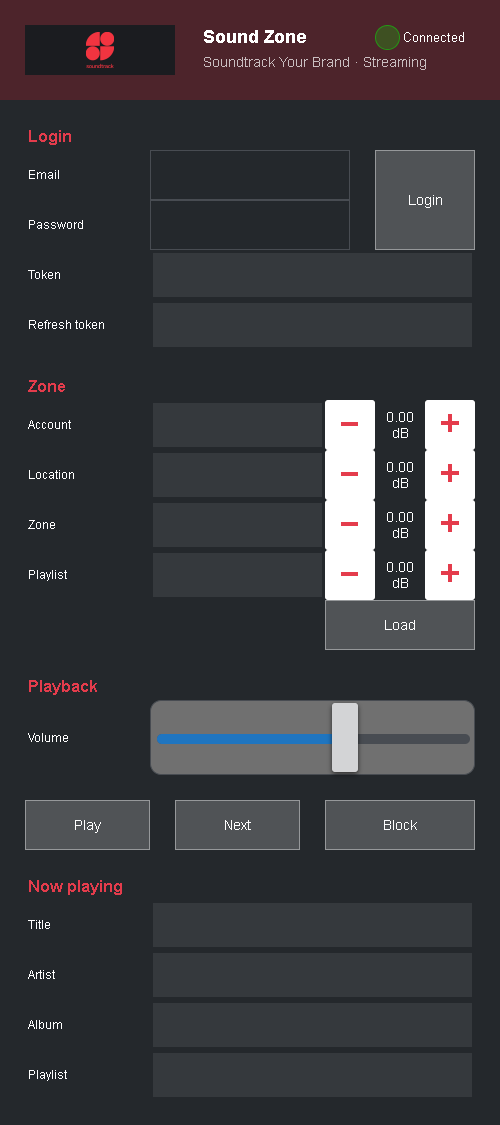 soundtrack
Sound Zone
Connected
Soundtrack Your Brand · Streaming
Login
Email
Login
Password
Token
Refresh token
Zone
Account
0.00
dB
Location
0.00
dB
Zone
0.00
dB
Playlist
0.00
dB
Load
Playback
Volume
Play
Next
Block
Now playing
Title
Artist
Album
Playlist